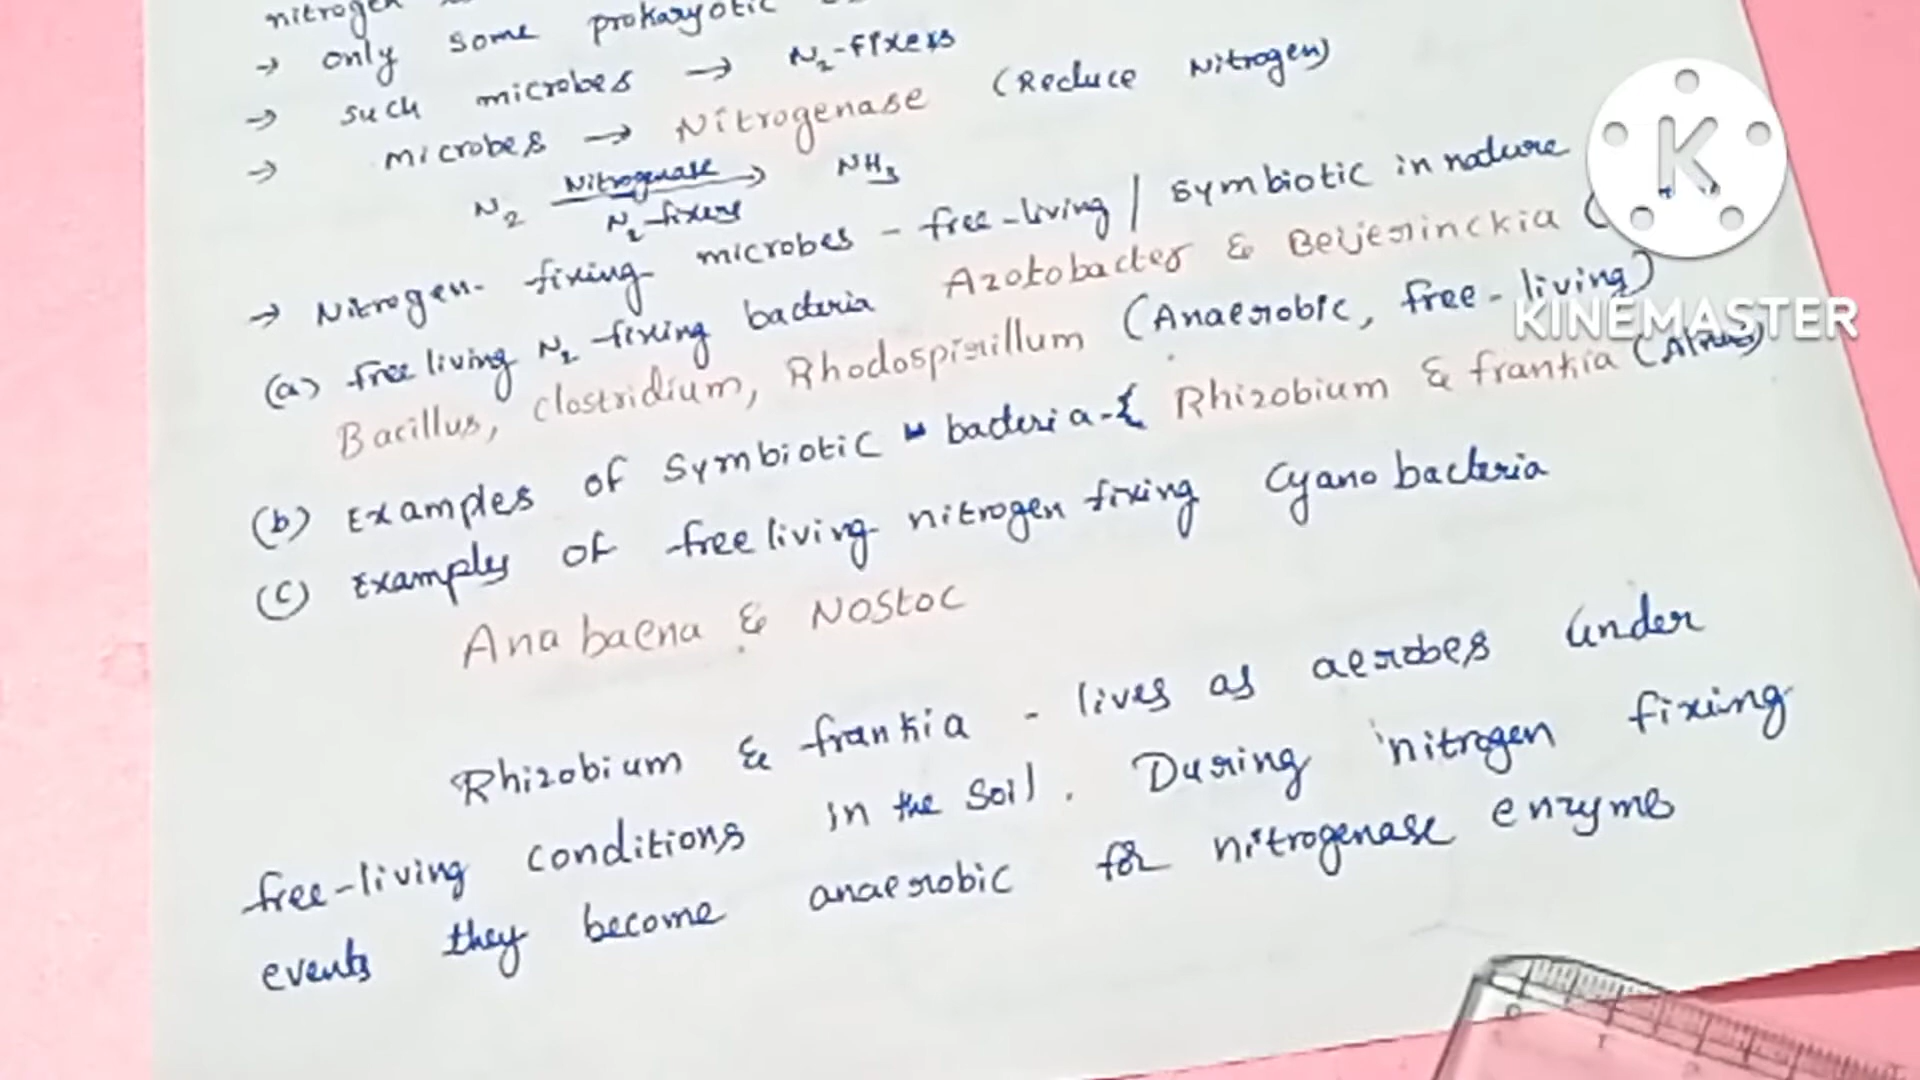 nitrogen
→ only some prokaryotic
→ such microbes → N2-Fixers
→ microbes → Nitrogenase (Reduce Nitrogen)
N2 Nitrogenase → NH3
N2-fixers
→ Nitrogen-fixing microbes - free-living / symbiotic in nature
(a) free living N2-fixing bacteria Azotobacter & Beijerinckia (
Bacillus, Clostridium, Rhodospirillum (Anaerobic, free-living)
(b) Examples of symbiotic bacteria - { Rhizobium & frankia (Alnus)
(c) Examples of free living nitrogen fixing Cyanobacteria
Anabaena & Nostoc
Rhizobium & frankia - lives as aerobes under
free-living conditions in the soil. During nitrogen fixing
events they become anaerobic for nitrogenase enzyme
K
KINEMASTER